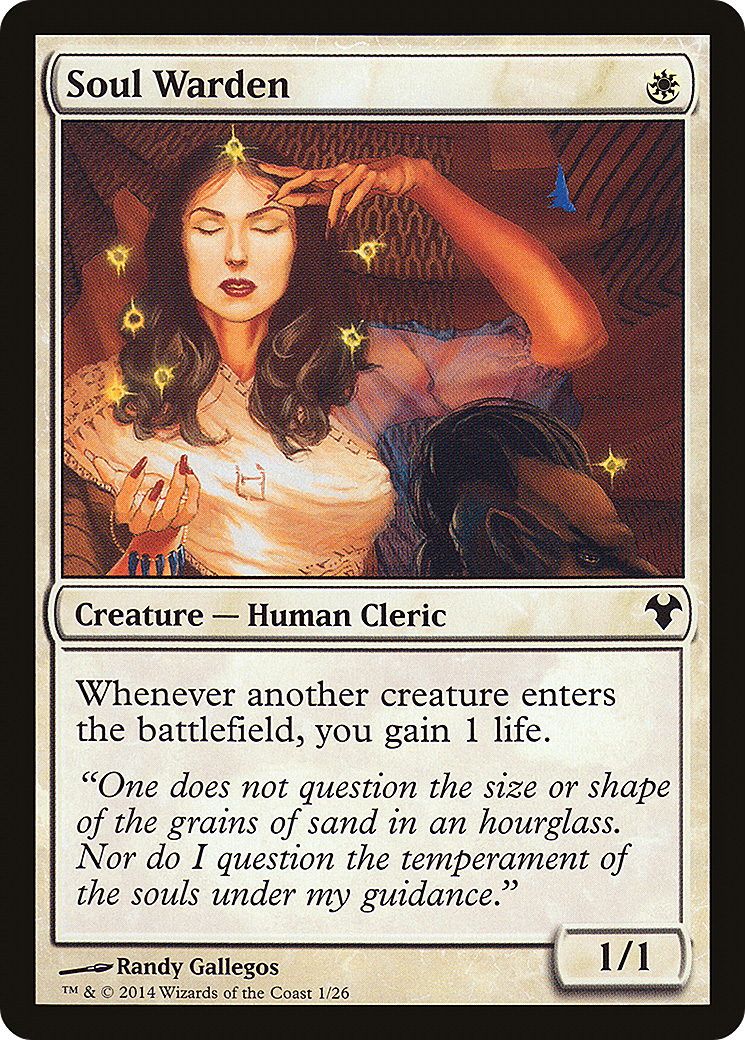 Soul Warden
Creature — Human Cleric
Whenever another creature enters
the battlefield, you gain 1 life.
“One does not question the size or shape
of the grains of sand in an hourglass.
Nor do I question the temperament of
the souls under my guidance.”
1/1
Randy Gallegos
™ & © 2014 Wizards of the Coast 1/26